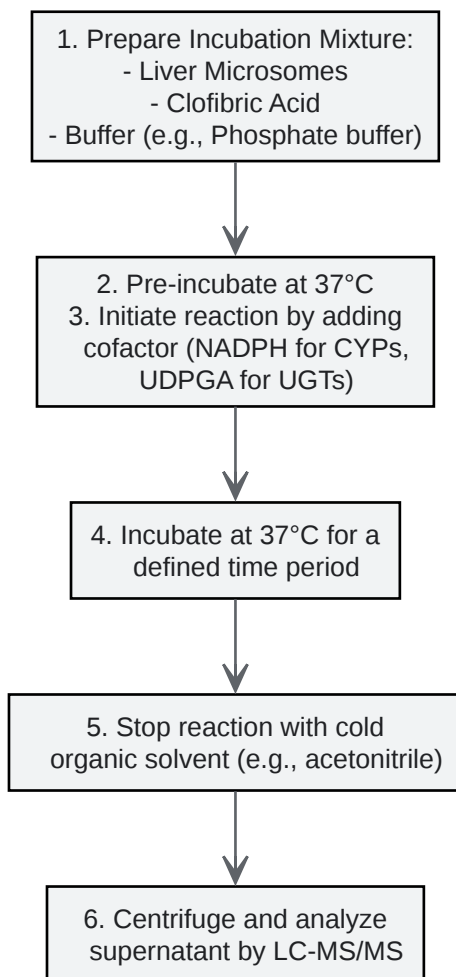 1. Prepare Incubation Mixture:
- Liver Microsomes
- Clofibric Acid
- Buffer (e.g., Phosphate buffer)
2. Pre-incubate at 37°C
3. Initiate reaction by adding
cofactor (NADPH for CYPs,
UDPGA for UGTs)
4. Incubate at 37°C for a
defined time period
5. Stop reaction with cold
organic solvent (e.g., acetonitrile)
6. Centrifuge and analyze
supernatant by LC-MS/MS